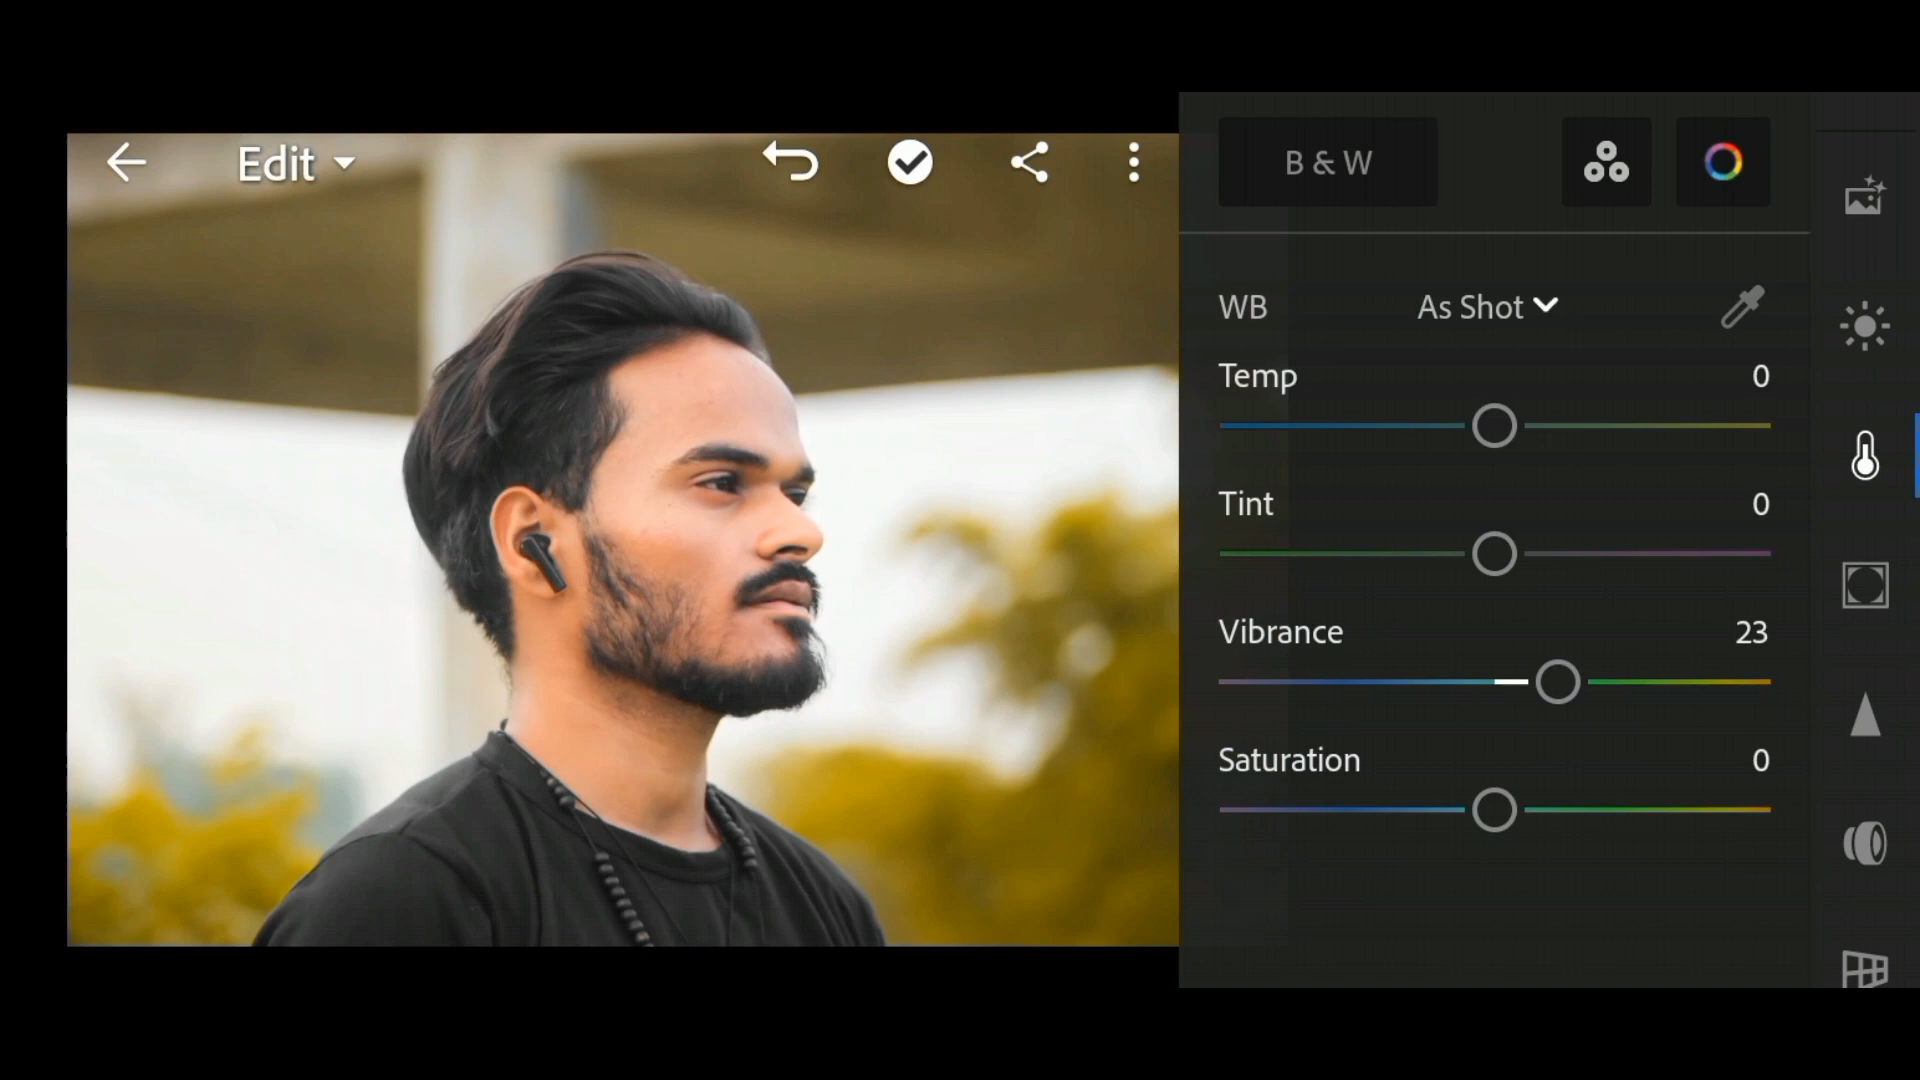 Edit
B & W
WB As Shot
Temp 0
Tint 0
Vibrance 23
Saturation 0